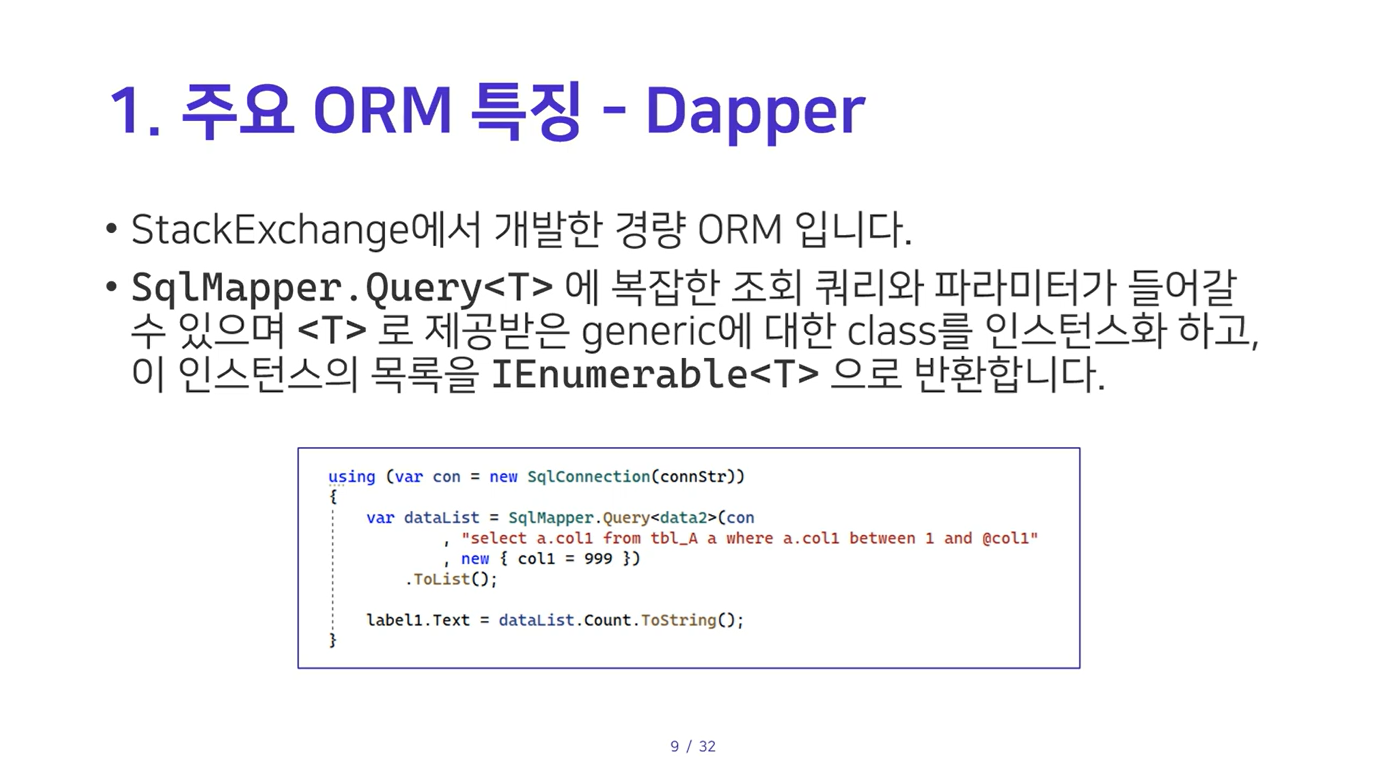 1. 주요 ORM 특징 - Dapper
• StackExchange에서 개발한 경량 ORM 입니다.
• SqlMapper.Query<T> 에 복잡한 조회 쿼리와 파라미터가 들어갈
수 있으며 <T> 로 제공받은 generic에 대한 class를 인스턴스화 하고,
이 인스턴스의 목록을 IEnumerable<T> 으로 반환합니다.
using (var con = new SqlConnection(connStr))
{
    var dataList = SqlMapper.Query<data2>(con
            , "select a.col1 from tbl_A a where a.col1 between 1 and @col1"
            , new { col1 = 999 })
        .ToList();
    label1.Text = dataList.Count.ToString();
}
9 / 32